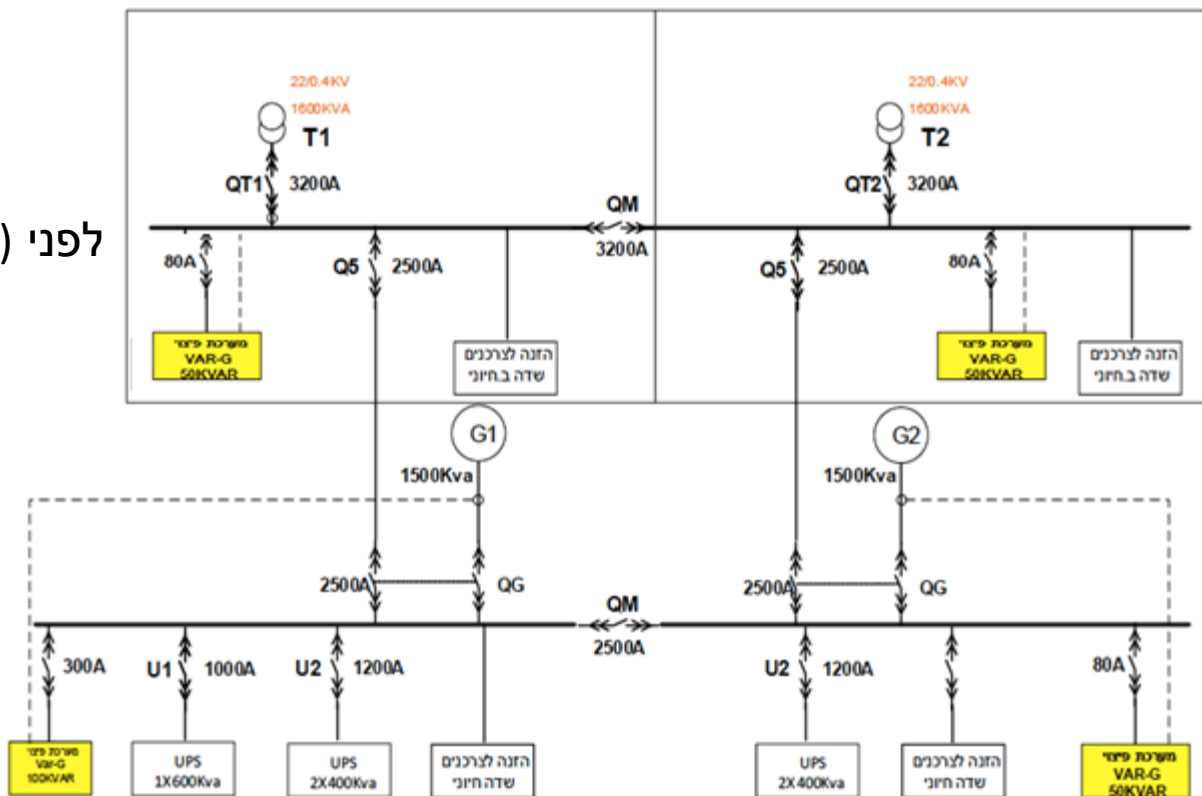 22/0.4KV
1600KVA
T1
QT1 3200A
22/0.4KV
1600KVA
T2
QT2 3200A
QM
3200A
לפני (
80A
Q5 2500A
Q5 2500A
80A
מערכת פיצוי
VAR-G
50KVAR
הזנה לצרכנים
שדה ב.חיוני
מערכת פיצוי
VAR-G
50KVAR
הזנה לצרכנים
שדה ב.חיוני
G1
1500Kva
G2
1500Kva
2500A QG
2500A QG
QM
2500A
300A
U1 1000A
U2 1200A
U2 1200A
80A
מערכת פיצוי
Var-G
100KVAR
UPS
1X600Kva
UPS
2X400Kva
הזנה לצרכנים
שדה חיוני
UPS
2X400Kva
הזנה לצרכנים
שדה חיוני
מערכת פיצוי
VAR-G
50KVAR